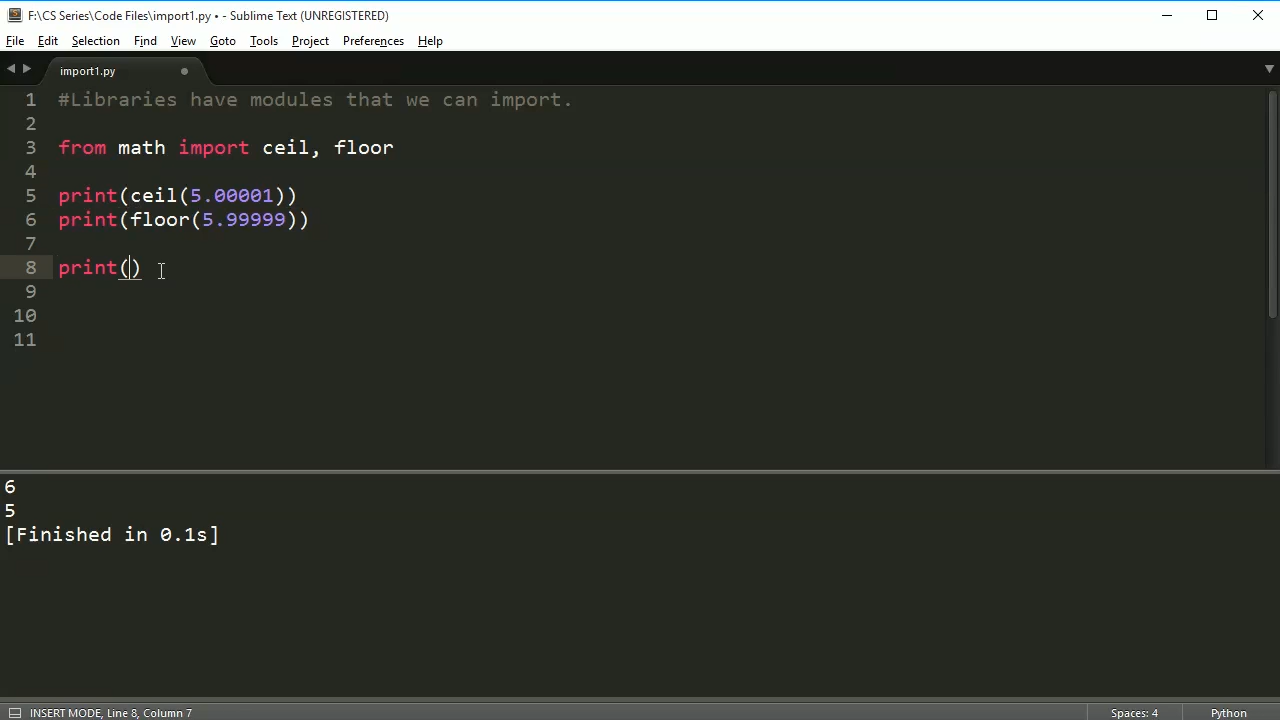 F:\CS Series\Code Files\import1.py • - Sublime Text (UNREGISTERED)
File Edit Selection Find View Goto Tools Project Preferences Help
import1.py
1 #Libraries have modules that we can import.
2
3 from math import ceil, floor
4
5 print(ceil(5.00001))
6 print(floor(5.99999))
7
8 print()
9
10
11
6
5
[Finished in 0.1s]
INSERT MODE, Line 8, Column 7 Spaces: 4 Python